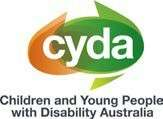 cyda
Children and Young People
with Disability Australia